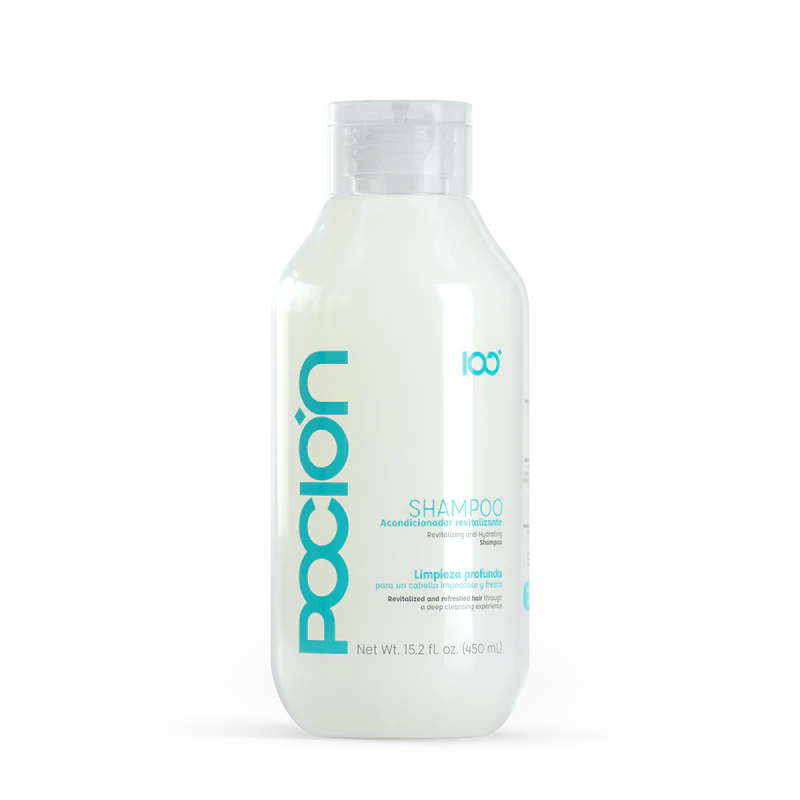 poción
100°
SHAMPOO
Acondicionador revitalizante
Revitalizing and Hydrating
Shampoo
Limpieza profunda
para un cabello impecable y fresco
Revitalized and refreshed hair through
a deep cleansing experience
Net Wt. 15.2 fl. oz. (450 mL)